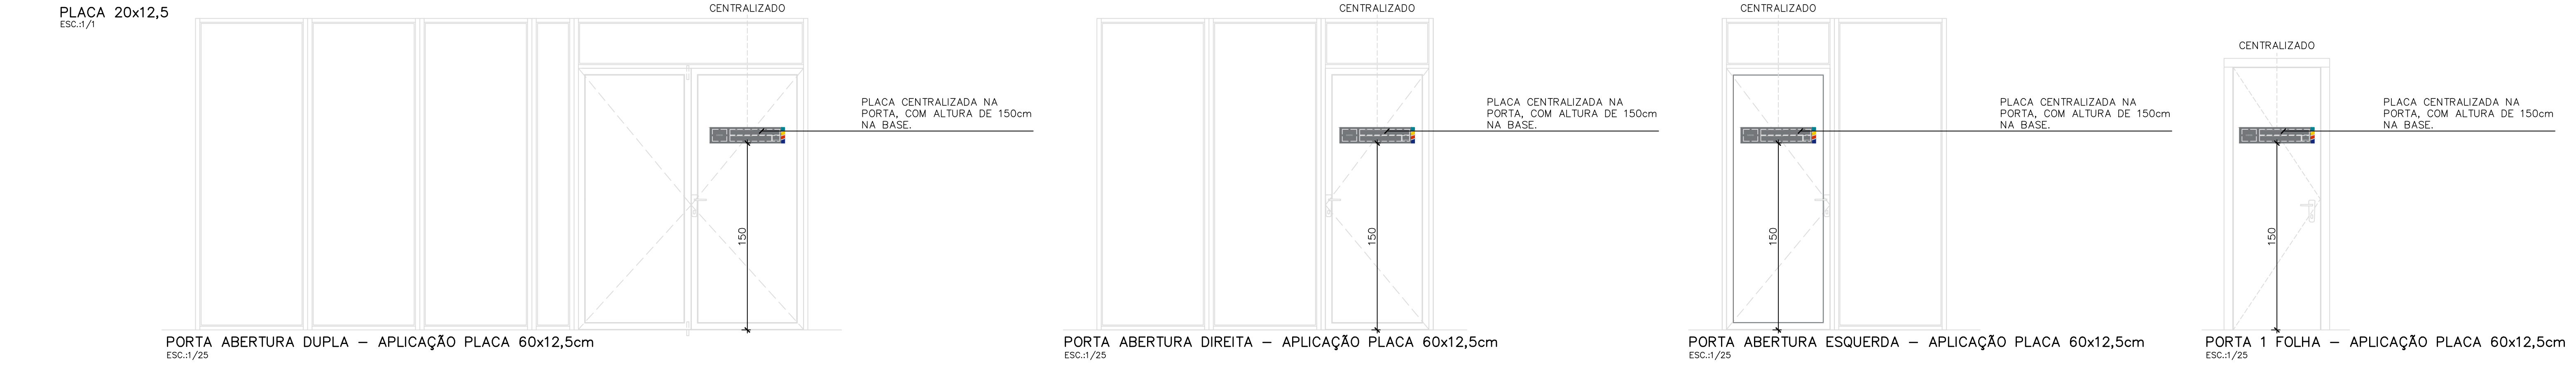 PLACA 20x12,5
ESC.:1/1
CENTRALIZADO
PLACA CENTRALIZADA NA
PORTA, COM ALTURA DE 150cm
NA BASE.
150
PORTA ABERTURA DUPLA – APLICAÇÃO PLACA 60x12,5cm
ESC.:1/25
CENTRALIZADO
PLACA CENTRALIZADA NA
PORTA, COM ALTURA DE 150cm
NA BASE.
150
PORTA ABERTURA DIREITA – APLICAÇÃO PLACA 60x12,5cm
ESC.:1/25
CENTRALIZADO
PLACA CENTRALIZADA NA
PORTA, COM ALTURA DE 150cm
NA BASE.
150
PORTA ABERTURA ESQUERDA – APLICAÇÃO PLACA 60x12,5cm
ESC.:1/25
CENTRALIZADO
PLACA CENTRALIZADA NA
PORTA, COM ALTURA DE 150cm
NA BASE.
150
PORTA 1 FOLHA – APLICAÇÃO PLACA 60x12,5cm
ESC.:1/25